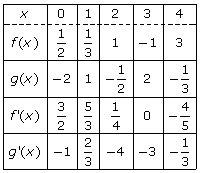 x 0 1 2 3 4
f(x) 1/2 1/3 1 −1 3
g(x) −2 1 −1/2 2 −1/3
f'(x) 3/2 5/3 1/4 0 −4/5
g'(x) −1 2/3 −4 −3 −1/3